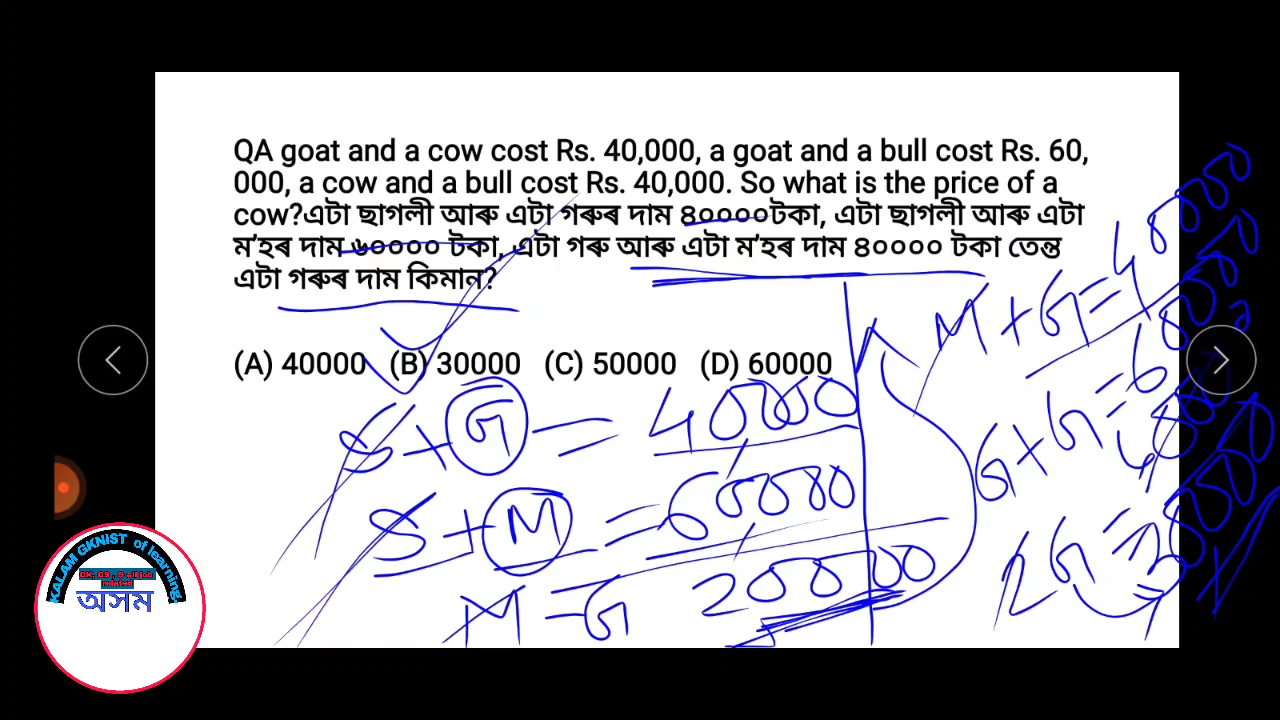 QA goat and a cow cost Rs. 40,000, a goat and a bull cost Rs. 60,
000, a cow and a bull cost Rs. 40,000. So what is the price of a
cow?এটা ছাগলী আৰু এটা গৰুৰ দাম ৪০০০০টকা, এটা ছাগলী আৰু এটা
ম'হৰ দাম ৬০০০০ টকা, এটা গৰু আৰু এটা ম'হৰ দাম ৪০০০০ টকা তেন্ত
এটা গৰুৰ দাম কিমান?
(A) 40000 (B) 30000 (C) 50000 (D) 60000
S + G = 40000
S + M = 60000
M = G 20000
M + G =
G + G =
2G =
KALAM GKNIST of learning.
অসম